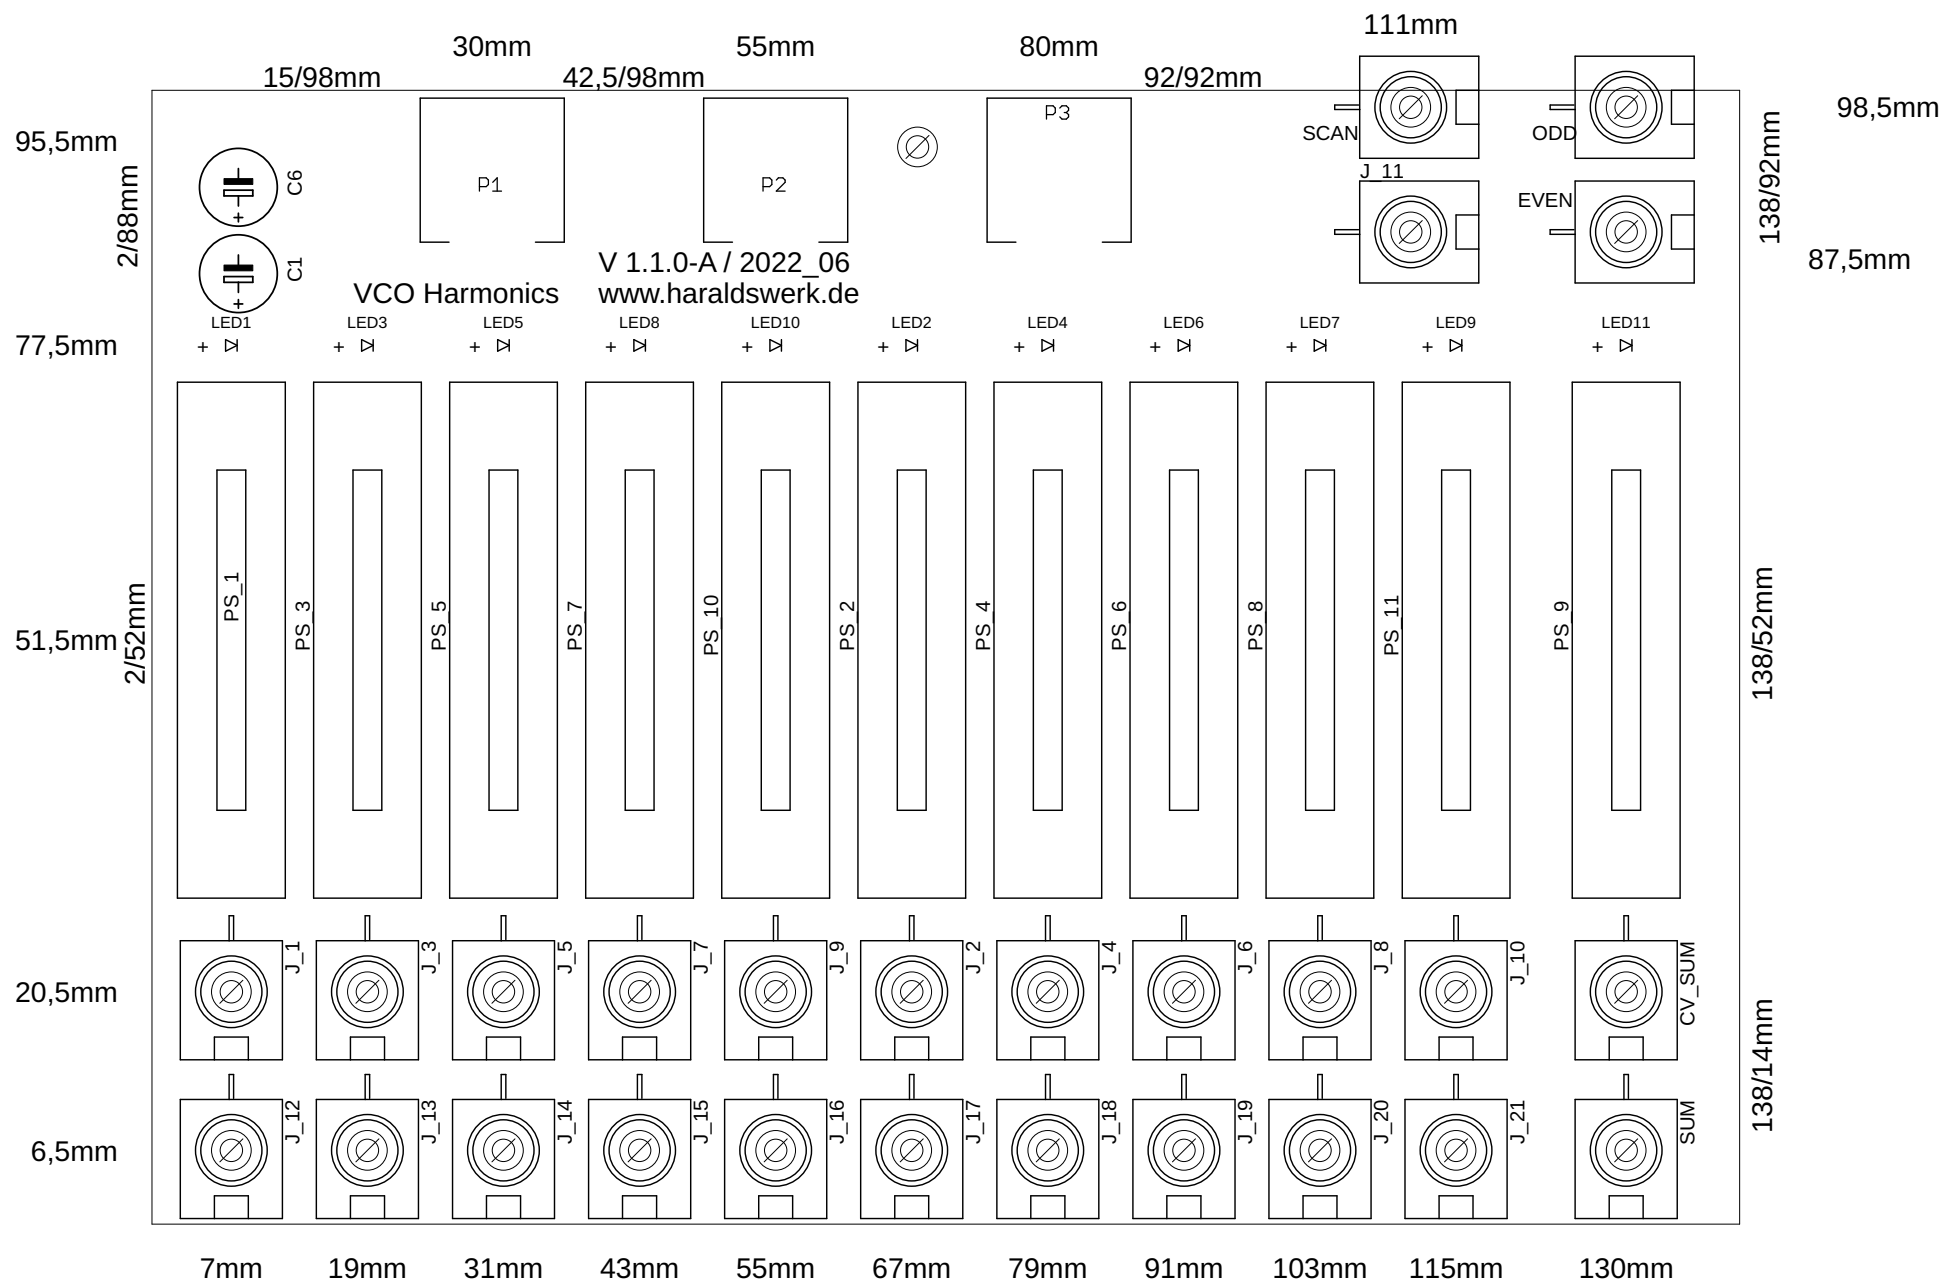 111mm
30mm
55mm
80mm
15/98mm
42,5/98mm
92/92mm
95,5mm
98,5mm
P3
SCAN
ODD
J_11
EVEN
C6
P1
P2
2/88mm
138/92mm
87,5mm
C1
V 1.1.0-A / 2022_06
VCO Harmonics
www.haraldswerk.de
LED1
LED3
LED5
LED8
LED10
LED2
LED4
LED6
LED7
LED9
LED11
77,5mm
+
+
+
+
+
+
+
+
+
+
+
51,5mm
2/52mm
PS_1
PS_3
PS_5
PS_7
PS_10
PS_2
PS_4
PS_6
PS_8
PS_11
PS_9
138/52mm
20,5mm
J_1
J_3
J_5
J_7
J_9
J_2
J_4
J_6
J_8
J_10
CV_SUM
138/14mm
6,5mm
J_12
J_13
J_14
J_15
J_16
J_17
J_18
J_19
J_20
J_21
SUM
7mm
19mm
31mm
43mm
55mm
67mm
79mm
91mm
103mm
115mm
130mm